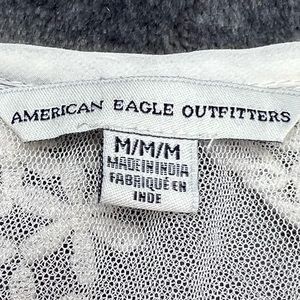 AMERICAN EAGLE OUTFITTERS
M/M/M
MADE IN INDIA
FABRIQUÉ EN
INDE